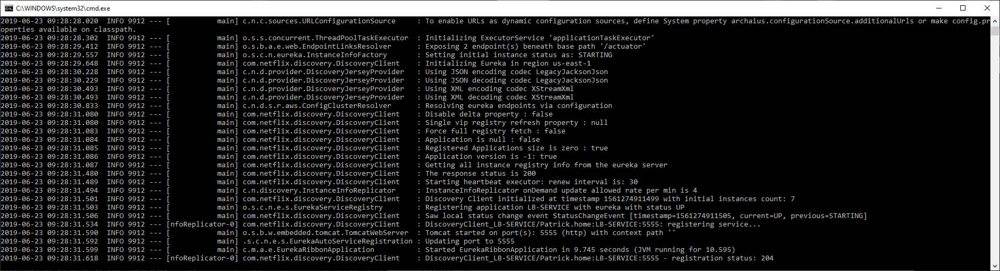 C:\WINDOWS\system32\cmd.exe
2019-06-23 09:28:28.020  INFO 9912 --- [           main] c.n.c.sources.URLConfigurationSource     : To enable URLs as dynamic configuration sources, define System property archaius.configurationSource.additionalUrls or make config.pr
operties available on classpath.
2019-06-23 09:28:28.302  INFO 9912 --- [           main] o.s.s.concurrent.ThreadPoolTaskExecutor  : Initializing ExecutorService 'applicationTaskExecutor'
2019-06-23 09:28:29.412  INFO 9912 --- [           main] o.s.b.a.e.web.EndpointLinksResolver      : Exposing 2 endpoint(s) beneath base path '/actuator'
2019-06-23 09:28:29.557  INFO 9912 --- [           main] o.s.c.n.eureka.InstanceInfoFactory       : Setting initial instance status as: STARTING
2019-06-23 09:28:29.648  INFO 9912 --- [           main] com.netflix.discovery.DiscoveryClient    : Initializing Eureka in region us-east-1
2019-06-23 09:28:30.228  INFO 9912 --- [           main] c.n.d.provider.DiscoveryJerseyProvider   : Using JSON encoding codec LegacyJacksonJson
2019-06-23 09:28:30.229  INFO 9912 --- [           main] c.n.d.provider.DiscoveryJerseyProvider   : Using JSON decoding codec LegacyJacksonJson
2019-06-23 09:28:30.493  INFO 9912 --- [           main] c.n.d.provider.DiscoveryJerseyProvider   : Using XML encoding codec XStreamXml
2019-06-23 09:28:30.493  INFO 9912 --- [           main] c.n.d.provider.DiscoveryJerseyProvider   : Using XML decoding codec XStreamXml
2019-06-23 09:28:30.833  INFO 9912 --- [           main] c.n.d.s.r.aws.ConfigClusterResolver      : Resolving eureka endpoints via configuration
2019-06-23 09:28:31.080  INFO 9912 --- [           main] com.netflix.discovery.DiscoveryClient    : Disable delta property : false
2019-06-23 09:28:31.080  INFO 9912 --- [           main] com.netflix.discovery.DiscoveryClient    : Single vip registry refresh property : null
2019-06-23 09:28:31.083  INFO 9912 --- [           main] com.netflix.discovery.DiscoveryClient    : Force full registry fetch : false
2019-06-23 09:28:31.084  INFO 9912 --- [           main] com.netflix.discovery.DiscoveryClient    : Application is null : false
2019-06-23 09:28:31.085  INFO 9912 --- [           main] com.netflix.discovery.DiscoveryClient    : Registered Applications size is zero : true
2019-06-23 09:28:31.086  INFO 9912 --- [           main] com.netflix.discovery.DiscoveryClient    : Application version is -1: true
2019-06-23 09:28:31.087  INFO 9912 --- [           main] com.netflix.discovery.DiscoveryClient    : Getting all instance registry info from the eureka server
2019-06-23 09:28:31.480  INFO 9912 --- [           main] com.netflix.discovery.DiscoveryClient    : The response status is 200
2019-06-23 09:28:31.489  INFO 9912 --- [           main] com.netflix.discovery.DiscoveryClient    : Starting heartbeat executor: renew interval is: 30
2019-06-23 09:28:31.494  INFO 9912 --- [           main] c.n.discovery.InstanceInfoReplicator     : InstanceInfoReplicator onDemand update allowed rate per min is 4
2019-06-23 09:28:31.501  INFO 9912 --- [           main] com.netflix.discovery.DiscoveryClient    : Discovery Client initialized at timestamp 1561274911499 with initial instances count: 7
2019-06-23 09:28:31.503  INFO 9912 --- [           main] o.s.c.n.e.s.EurekaServiceRegistry        : Registering application LB-SERVICE with eureka with status UP
2019-06-23 09:28:31.506  INFO 9912 --- [           main] com.netflix.discovery.DiscoveryClient    : Saw local status change event StatusChangeEvent [timestamp=1561274911505, current=UP, previous=STARTING]
2019-06-23 09:28:31.534  INFO 9912 --- [nfoReplicator-0] com.netflix.discovery.DiscoveryClient    : DiscoveryClient_LB-SERVICE/Patrick.home:LB-SERVICE:5555: registering service...
2019-06-23 09:28:31.590  INFO 9912 --- [           main] o.s.b.w.embedded.tomcat.TomcatWebServer  : Tomcat started on port(s): 5555 (http) with context path ''
2019-06-23 09:28:31.592  INFO 9912 --- [           main] .s.c.n.e.s.EurekaAutoServiceRegistration : Updating port to 5555
2019-06-23 09:28:31.599  INFO 9912 --- [           main] c.m.a.e.EurekaRibbonApplication          : Started EurekaRibbonApplication in 9.745 seconds (JVM running for 10.595)
2019-06-23 09:28:31.618  INFO 9912 --- [nfoReplicator-0] com.netflix.discovery.DiscoveryClient    : DiscoveryClient_LB-SERVICE/Patrick.home:LB-SERVICE:5555 - registration status: 204